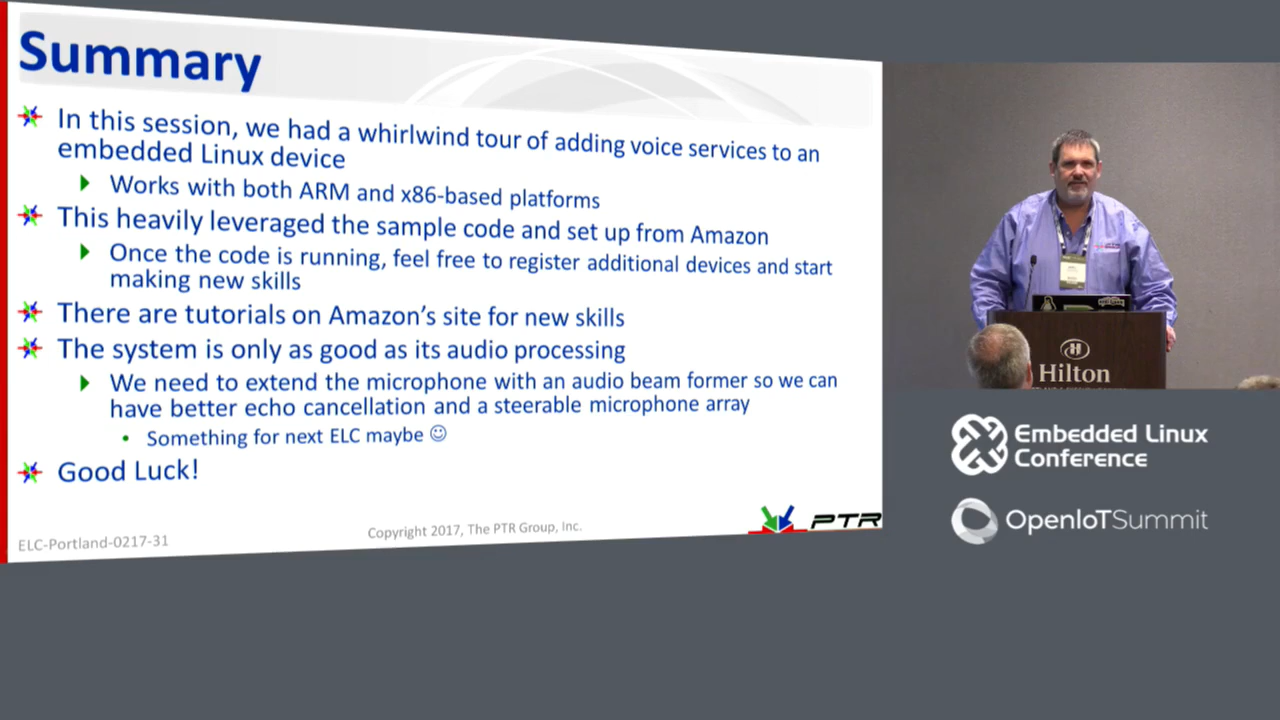 Summary
In this session, we had a whirlwind tour of adding voice services to an
embedded Linux device
Works with both ARM and x86-based platforms
This heavily leveraged the sample code and set up from Amazon
Once the code is running, feel free to register additional devices and start
making new skills
There are tutorials on Amazon's site for new skills
The system is only as good as its audio processing
We need to extend the microphone with an audio beam former so we can
have better echo cancellation and a steerable microphone array
Something for next ELC maybe ☺
Good Luck!
ELC-Portland-0217-31
Copyright 2017, The PTR Group, Inc.
PTR
Hilton
Embedded Linux
Conference
OpenIoTSummit